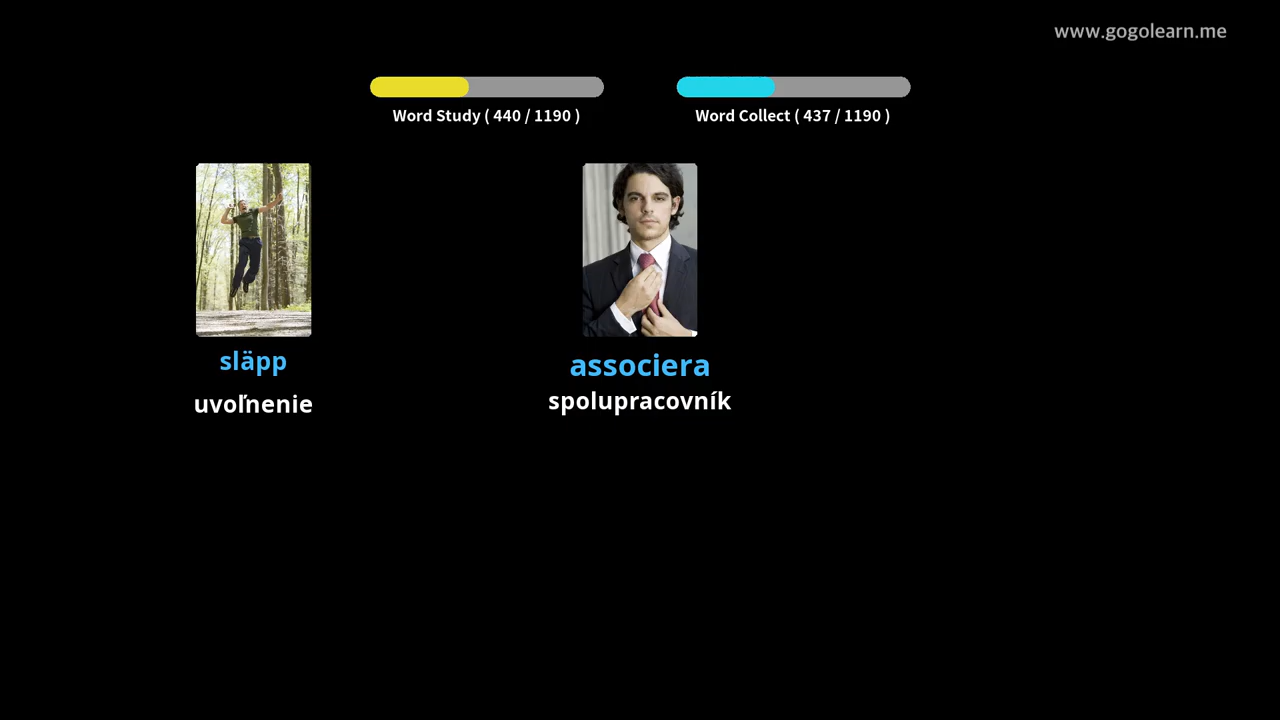 www.gogolearn.me
Word Study ( 440 / 1190 )
Word Collect ( 437 / 1190 )
släpp
uvoľnenie
associera
spolupracovník